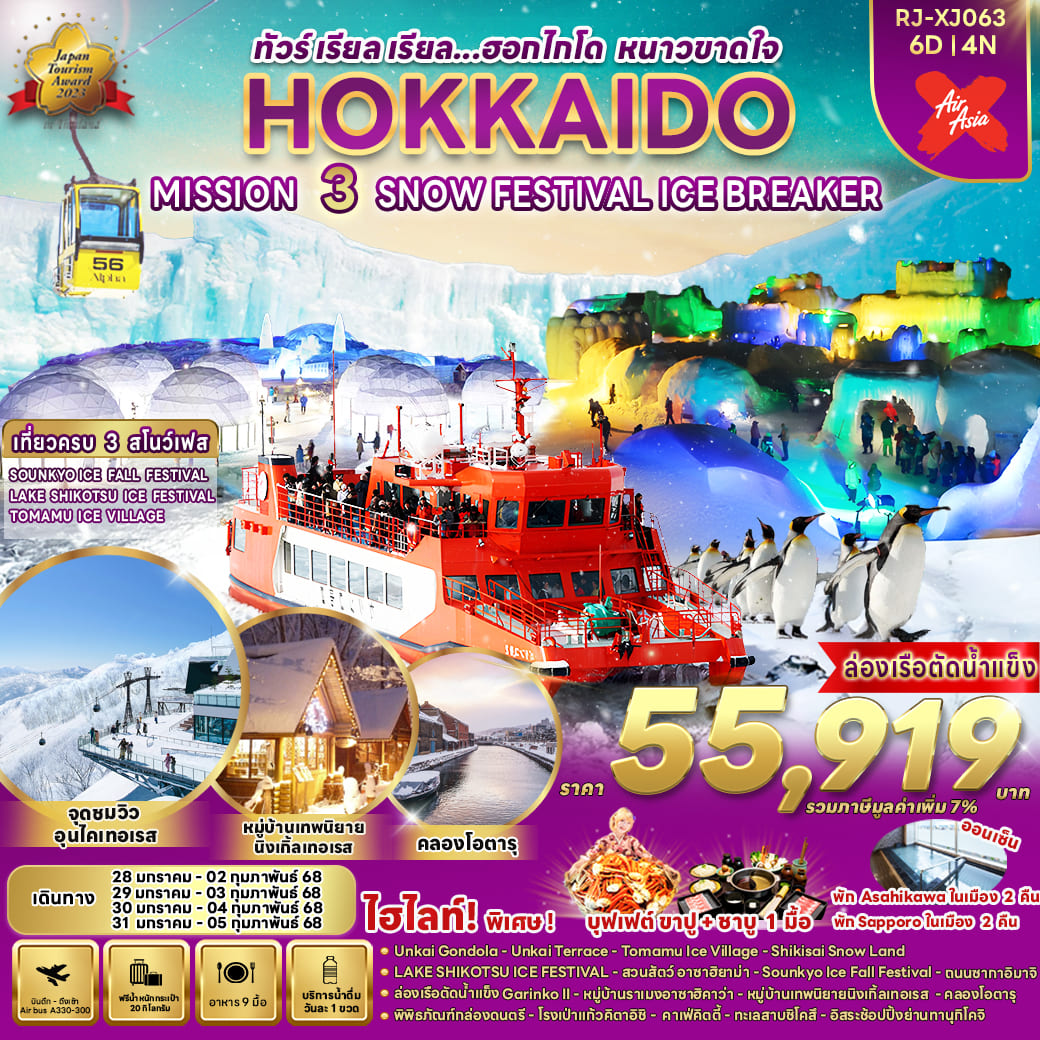 Japan
Tourism
Award
2023
in Thailand
RJ-XJ063
6D | 4N
Air
Asia
ทัวร์ เรียล เรียล...ฮอกไกโด หนาวขาดใจ
HOKKAIDO
MISSION 3 SNOW FESTIVAL ICE BREAKER
56
Alpha
เที่ยวครบ 3 สโนว์เฟส
SOUNKYO ICE FALL FESTIVAL
LAKE SHIKOTSU ICE FESTIVAL
TOMAMU ICE VILLAGE
ล่องเรือตัดน้ำแข็ง
ราคา 55,919 บาท
รวมภาษีมูลค่าเพิ่ม 7%
จุดชมวิว
อุนไคเทอเรส
หมู่บ้านเทพนิยาย
นิงเกิ้ลเทอเรส
คลองโอตารุ
ออนเซ็น
เดินทาง
28 มกราคม - 02 กุมภาพันธ์ 68
29 มกราคม - 03 กุมภาพันธ์ 68
30 มกราคม - 04 กุมภาพันธ์ 68
31 มกราคม - 05 กุมภาพันธ์ 68
ไฮไลท์! พิเศษ! บุฟเฟต์ ขาปู + ชาบู 1 มื้อ
พัก Asahikawa ในเมือง 2 คืน
พัก Sapporo ในเมือง 2 คืน
• Unkai Gondola - Unkai Terrace - Tomamu Ice Village - Shikisai Snow Land
• LAKE SHIKOTSU ICE FESTIVAL - สวนสัตว์ อาซาฮิยาม่า - Sounkyo Ice Fall Festival - ถนนซากาอิมาจิ
• ล่องเรือตัดน้ำแข็ง Garinko II - หมู่บ้านราเมงอาซาฮิคาว่า - หมู่บ้านเทพนิยายนิงเกิ้ลเทอเรส - คลองโอตารุ
• พิพิธภัณฑ์กล่องดนตรี - โรงเป่าแก้วคิตาอิชิ - คาเฟ่คิตตี้ - ทะเลสาบชิโคสึ - อิสระช้อปปิ้งย่านทานุกิโคจิ
บินดึก - ถึงเช้า
Air bus A330-300
ฟรีน้ำหนักกระเป๋า
20 กิโลกรัม
อาหาร 9 มื้อ
บริการน้ำดื่ม
วันละ 1 ขวด